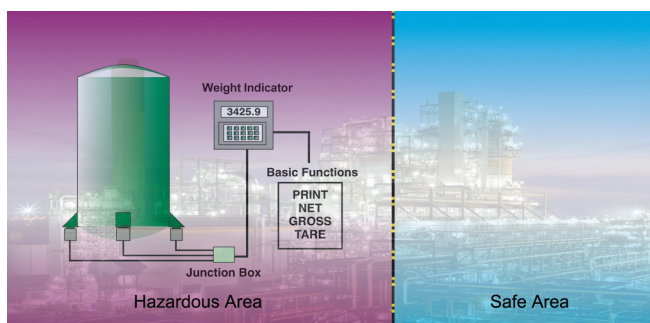 Weight Indicator
3425.9
Basic Functions
PRINT
NET
GROSS
TARE
Junction Box
Hazardous Area
Safe Area